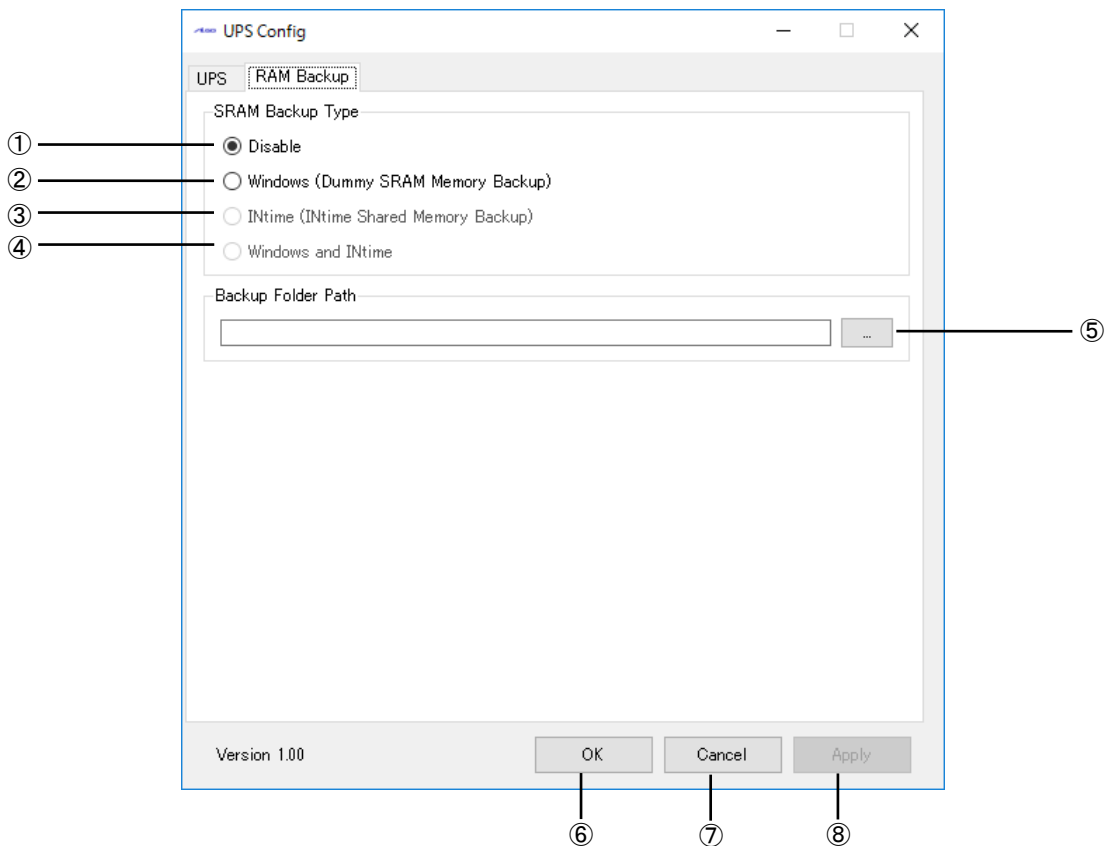 UPS Config
UPS
RAM Backup
SRAM Backup Type
① Disable
② Windows (Dummy SRAM Memory Backup)
③ INtime (INtime Shared Memory Backup)
④ Windows and INtime
Backup Folder Path
... ⑤
Version 1.00 OK Cancel Apply
⑥ ⑦ ⑧